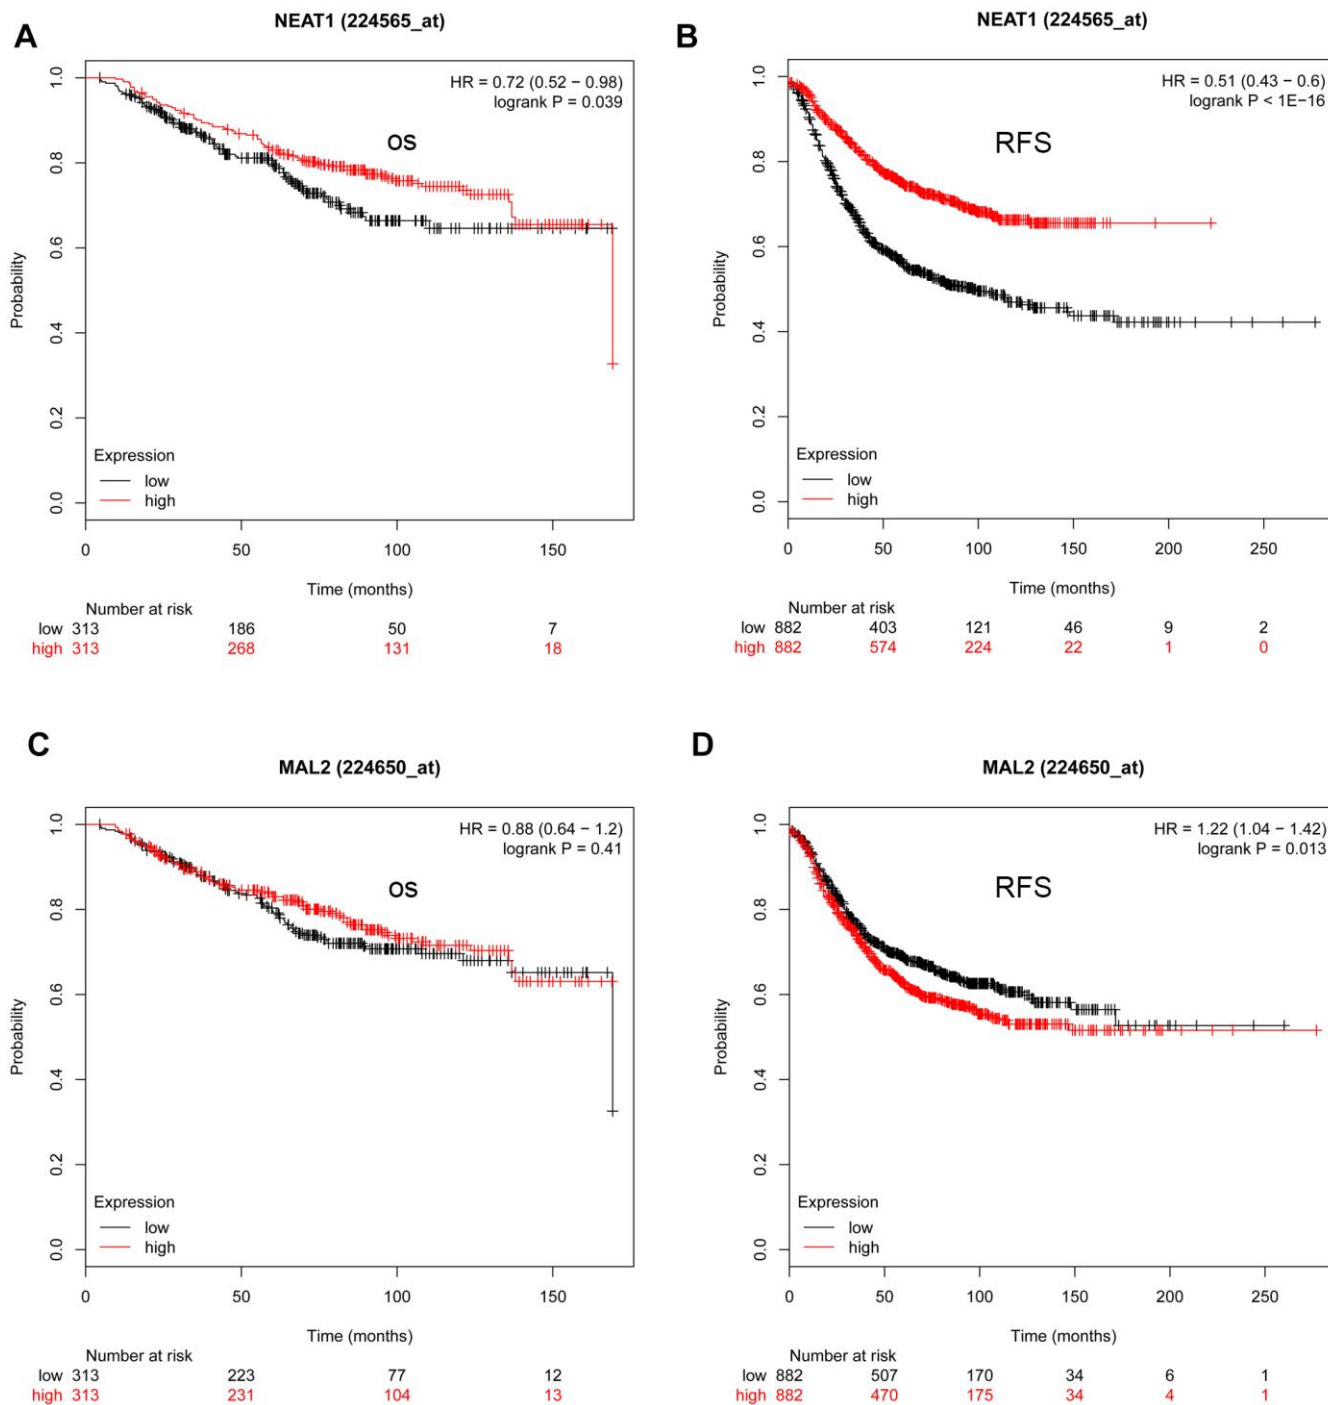 A
NEAT1 (224565_at)
HR = 0.72 (0.52 − 0.98)
logrank P = 0.039
OS
Probability
0.0 0.2 0.4 0.6 0.8 1.0
Expression
low
high
0 50 100 150
Time (months)
Number at risk
low 313 186 50 7
high 313 268 131 18
B
NEAT1 (224565_at)
HR = 0.51 (0.43 − 0.6)
logrank P < 1E−16
RFS
Probability
0.0 0.2 0.4 0.6 0.8 1.0
Expression
low
high
0 50 100 150 200 250
Time (months)
Number at risk
low 882 403 121 46 9 2
high 882 574 224 22 1 0
C
MAL2 (224650_at)
HR = 0.88 (0.64 − 1.2)
logrank P = 0.41
OS
Probability
0.0 0.2 0.4 0.6 0.8 1.0
Expression
low
high
0 50 100 150
Time (months)
Number at risk
low 313 223 77 12
high 313 231 104 13
D
MAL2 (224650_at)
HR = 1.22 (1.04 − 1.42)
logrank P = 0.013
RFS
Probability
0.0 0.2 0.4 0.6 0.8 1.0
Expression
low
high
0 50 100 150 200 250
Time (months)
Number at risk
low 882 507 170 34 6 1
high 882 470 175 34 4 1